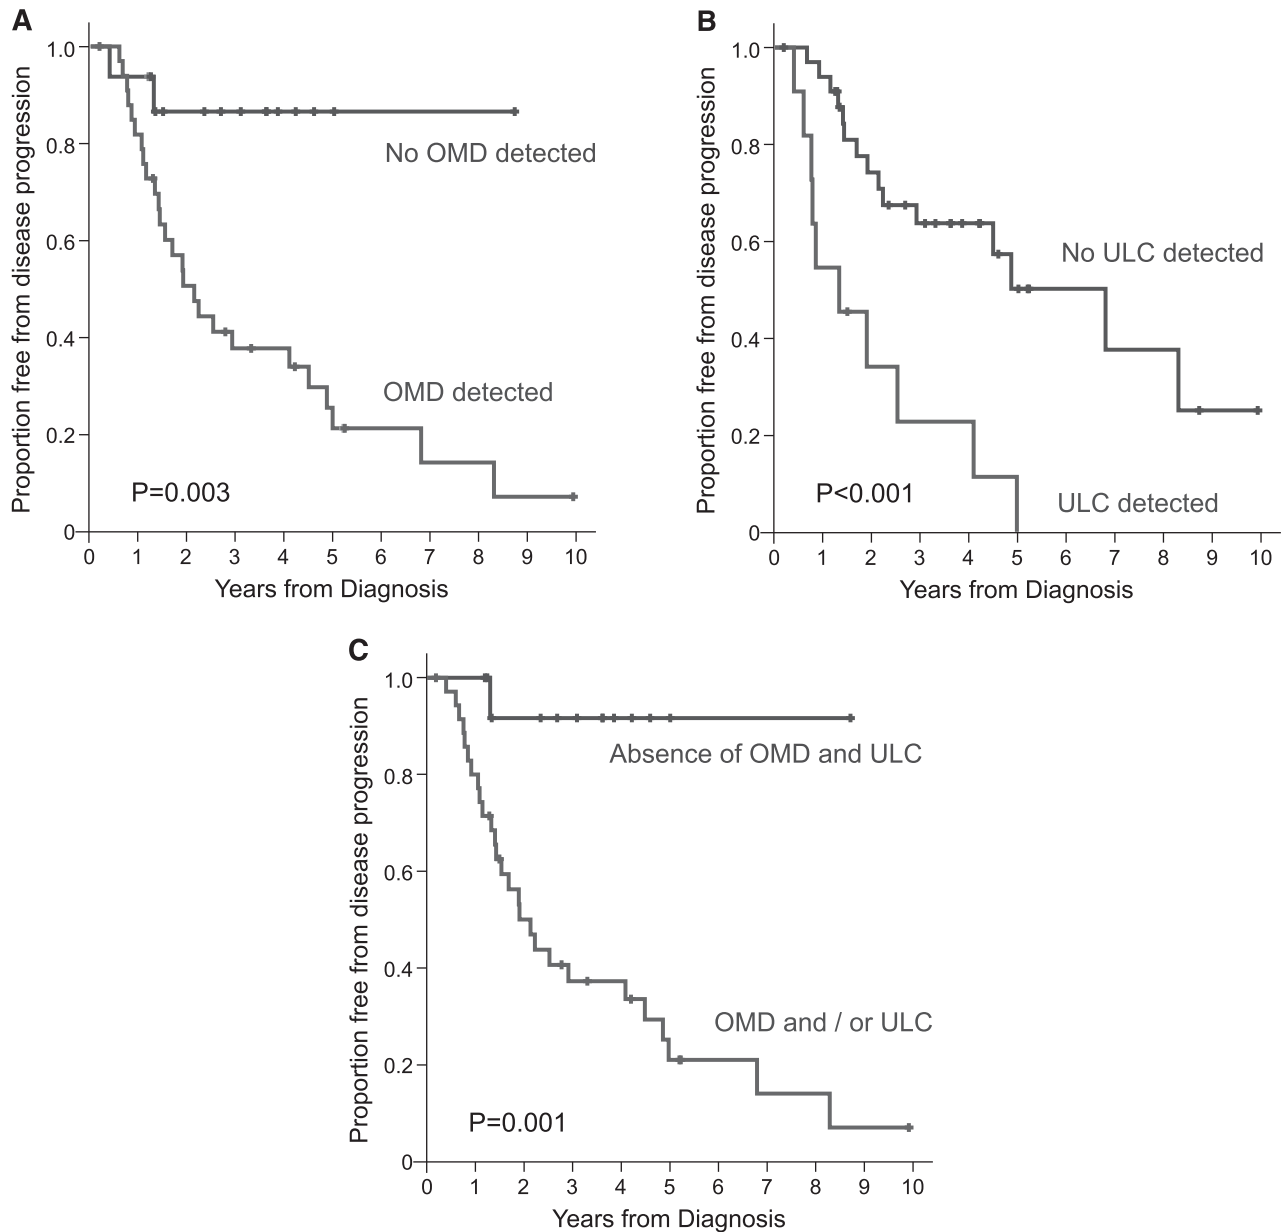 A
Proportion free from disease progression
1.0
0.8
0.6
0.4
0.2
0
No OMD detected
OMD detected
P=0.003
0 1 2 3 4 5 6 7 8 9 10
Years from Diagnosis
B
Proportion free from disease progression
1.0
0.8
0.6
0.4
0.2
0
No ULC detected
ULC detected
P<0.001
0 1 2 3 4 5 6 7 8 9 10
Years from Diagnosis
C
Proportion free from disease progression
1.0
0.8
0.6
0.4
0.2
0
Absence of OMD and ULC
OMD and / or ULC
P=0.001
0 1 2 3 4 5 6 7 8 9 10
Years from Diagnosis